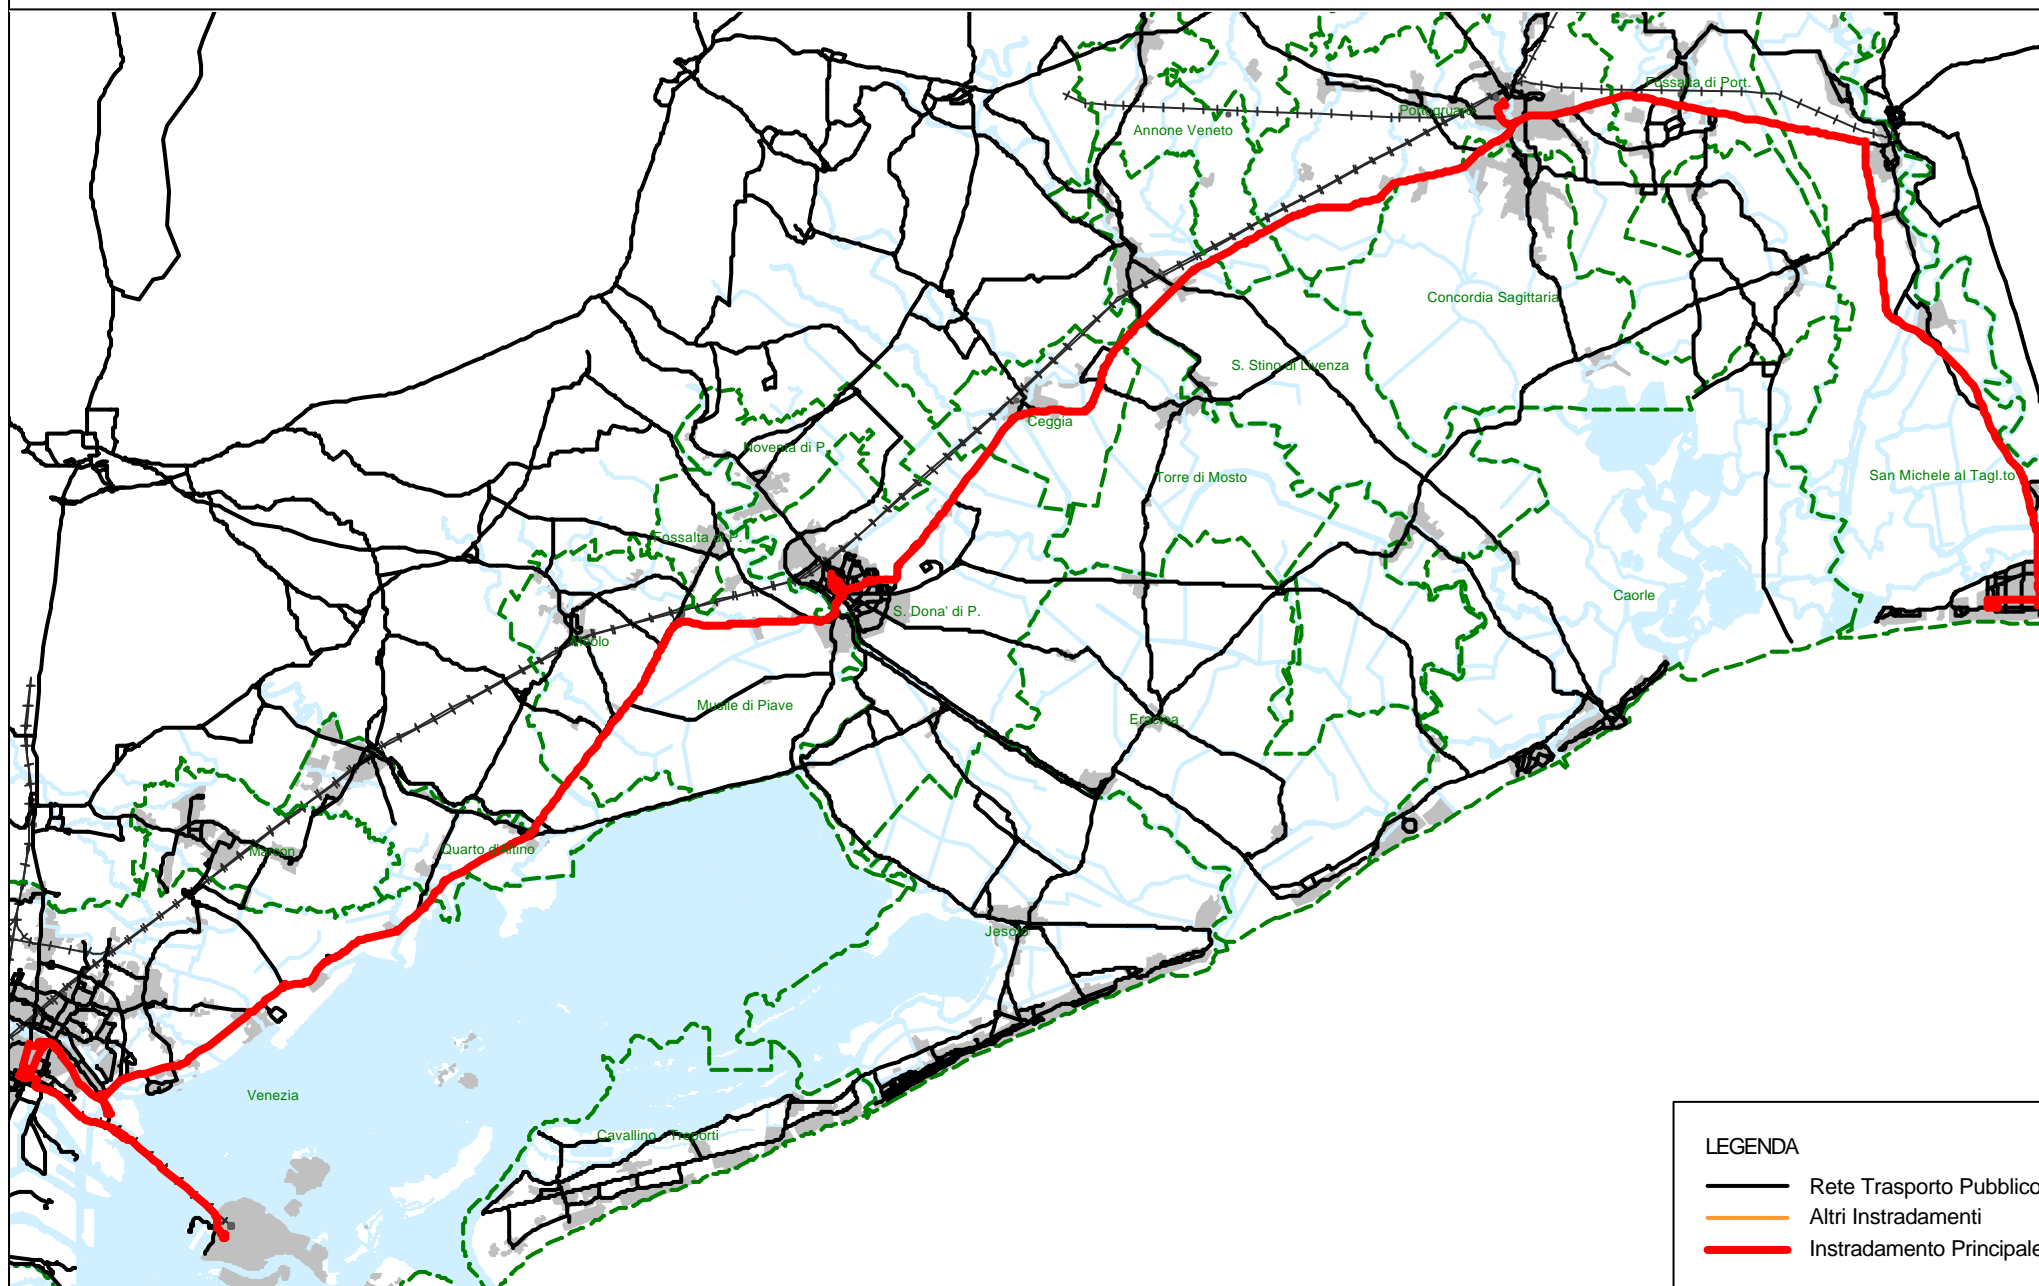 Fossalta di Port.
Portogruaro
Annone Veneto
Concordia Sagittaria
S. Stino di Livenza
Ceggia
Noventa di P.
Torre di Mosto
San Michele al Tagl.to
Fossalta di P.
Caorle
S. Dona' di P.
Meolo
Musile di Piave
Eraclea
Marcon
Quarto d'Altino
Jesolo
Venezia
Cavallino - Treporti
LEGENDA
Rete Trasporto Pubblico
Altri Instradamenti
Instradamento Principale